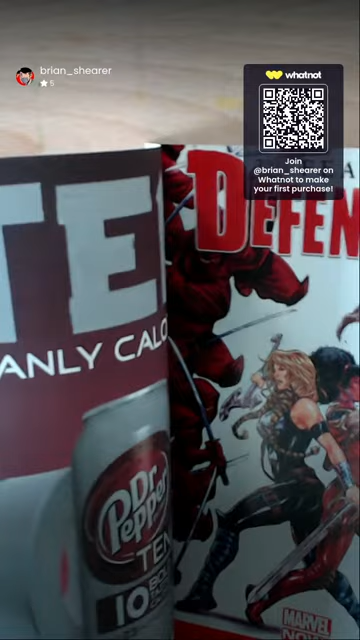 brian_shearer
5
whatnot
Join
@brian_shearer on
Whatnot to make
your first purchase!
DEFEN
TE
ANLY CALO
Dr
Pepper
TEN
10
MARVEL